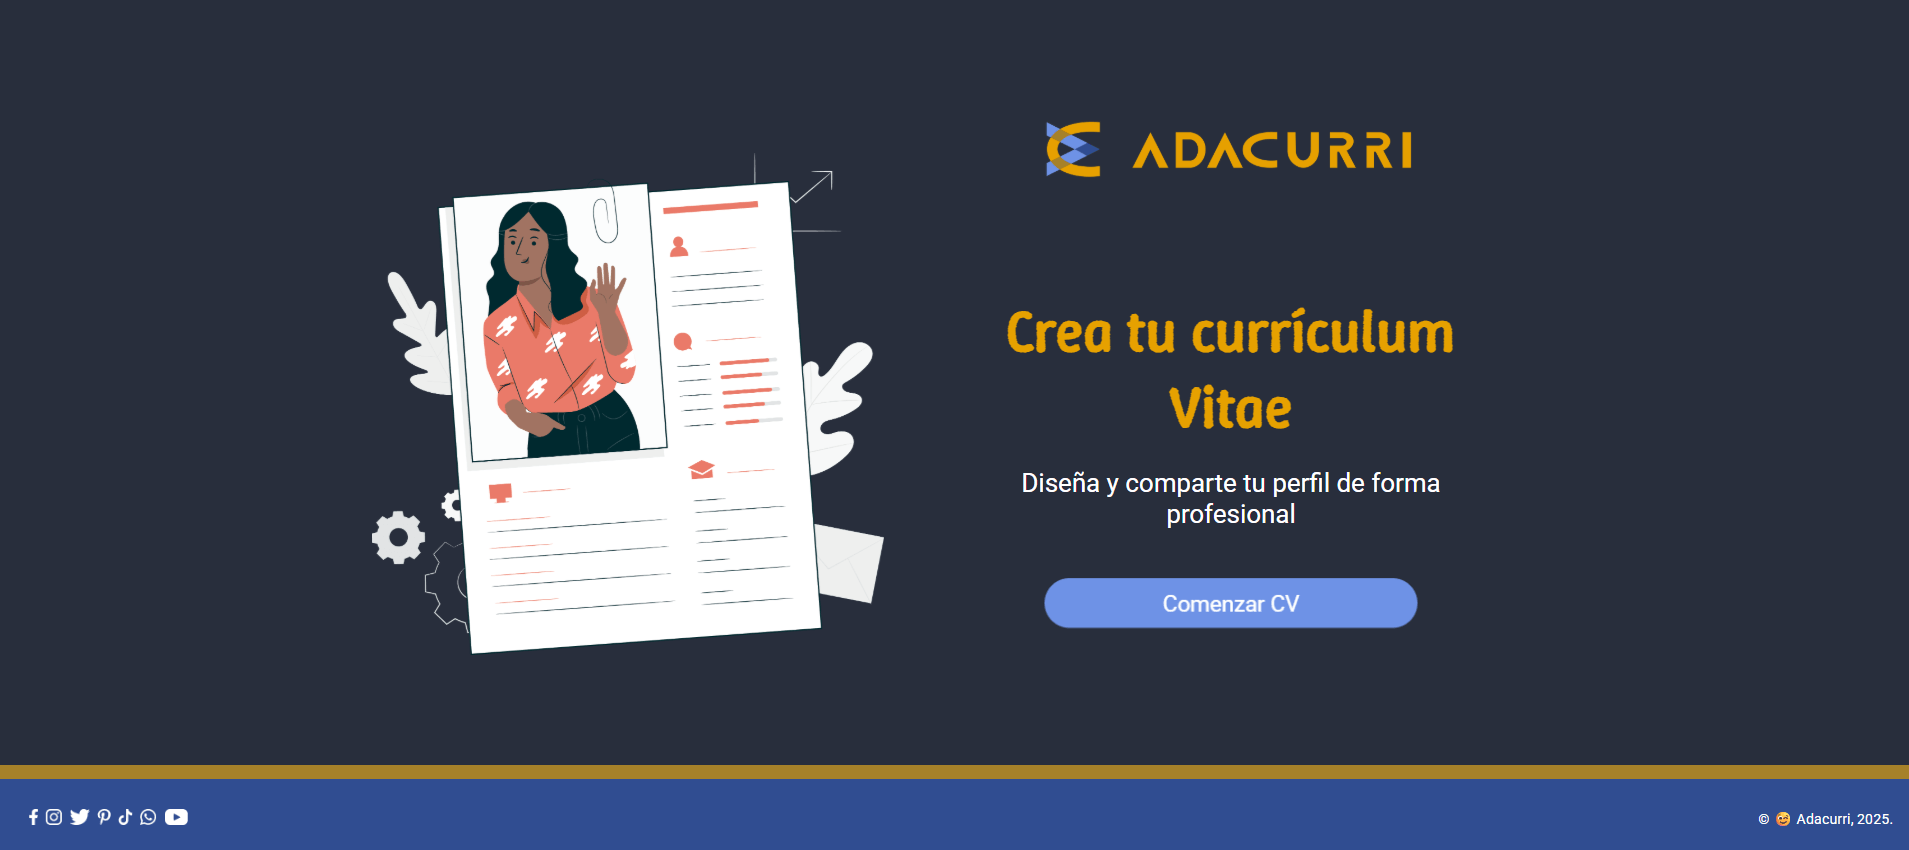 ADACURRI
Crea tu currículum
Vitae
Diseña y comparte tu perfil de forma
profesional
Comenzar CV
© 😉 Adacurri, 2025.